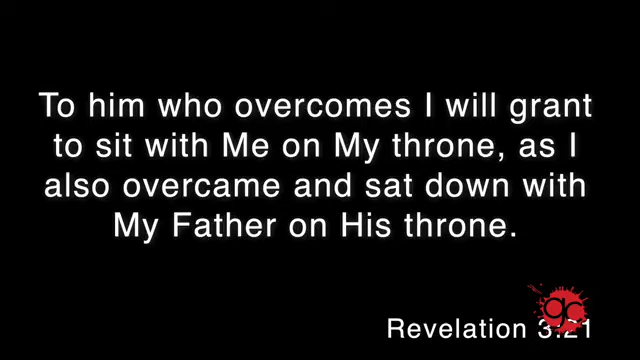 To him who overcomes I will grant
to sit with Me on My throne, as I
also overcame and sat down with
My Father on His throne.
gc
Revelation 3:21